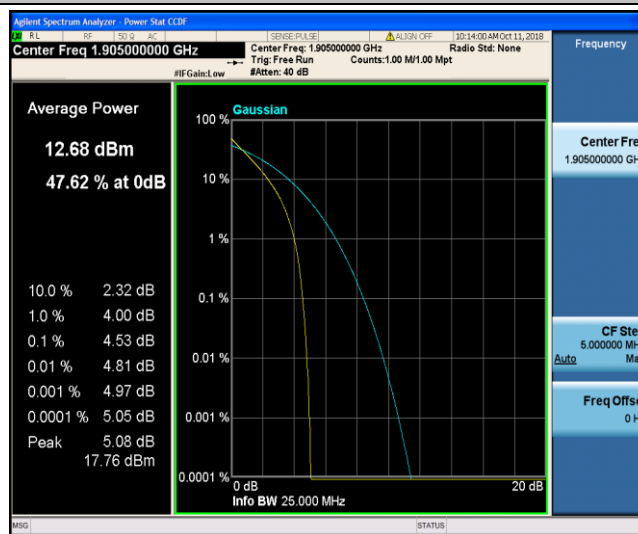 Agilent Spectrum Analyzer - Power Stat CCDF
RL RF 50 Ω AC SENSE:PULSE ALIGN OFF 10:14:00 AM Oct 11, 2018
Center Freq 1.905000000 GHz Center Freq: 1.905000000 GHz Radio Std: None
Trig: Free Run Counts:1.00 M/1.00 Mpt
#IFGain:Low #Atten: 40 dB
Frequency
Average Power
12.68 dBm
47.62 % at 0dB
10.0 % 2.32 dB
1.0 % 4.00 dB
0.1 % 4.53 dB
0.01 % 4.81 dB
0.001 % 4.97 dB
0.0001 % 5.05 dB
Peak 5.08 dB
17.76 dBm
Gaussian
100 %
10 %
1 %
0.1 %
0.01 %
0.001 %
0.0001 %
0 dB 20 dB
Info BW 25.000 MHz
Center Fre
1.905000000 GH
CF Ste
5.000000 MH
Auto Ma
Freq Offse
0 H
MSG STATUS